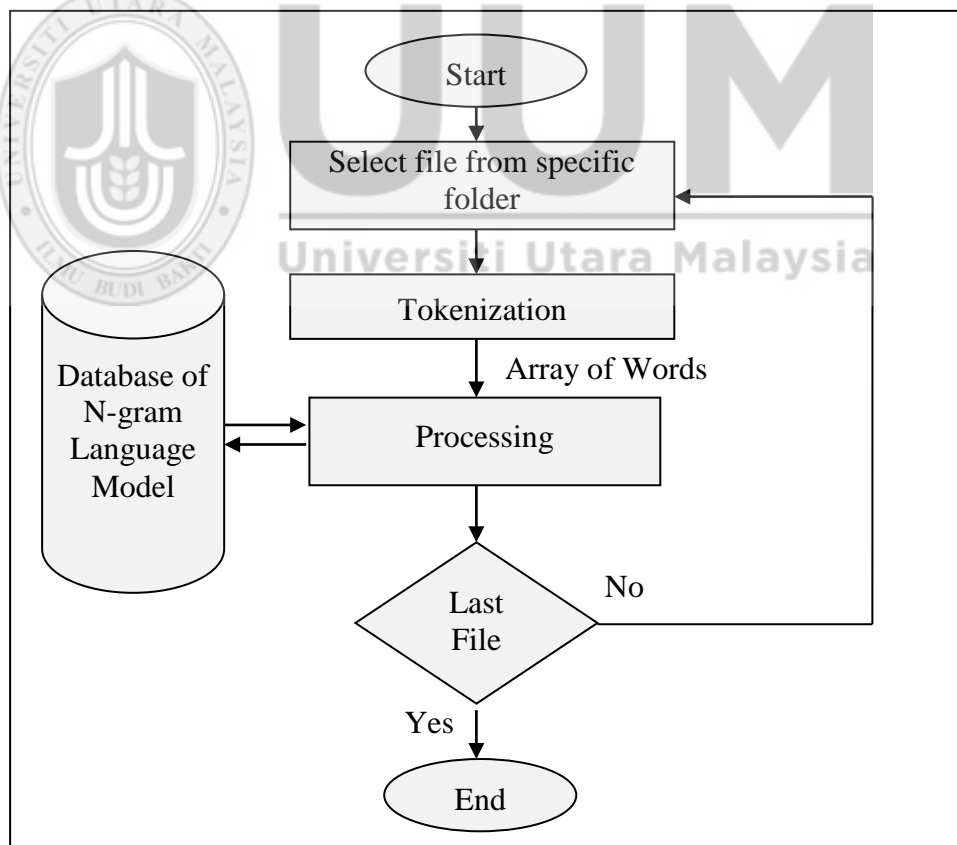 UNIVERSITI UTARA MALAYSIA
ILMU BUDI BAKTI
UUM
Universiti Utara Malaysia
Start
Select file from specific
folder
Tokenization
Array of Words
Database of
N-gram
Language
Model
Processing
Last
File
No
Yes
End